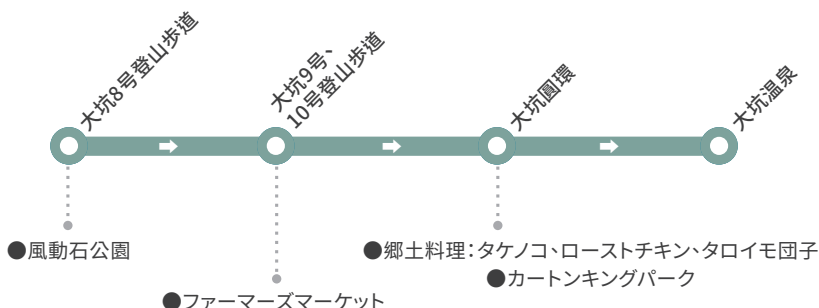 大坑8号登山歩道
大坑9号、
10号登山歩道
大坑圓環
大坑温泉
●風動石公園
●ファーマーズマーケット
●郷土料理：タケノコ、ローストチキン、タロイモ団子
●カートンキングパーク